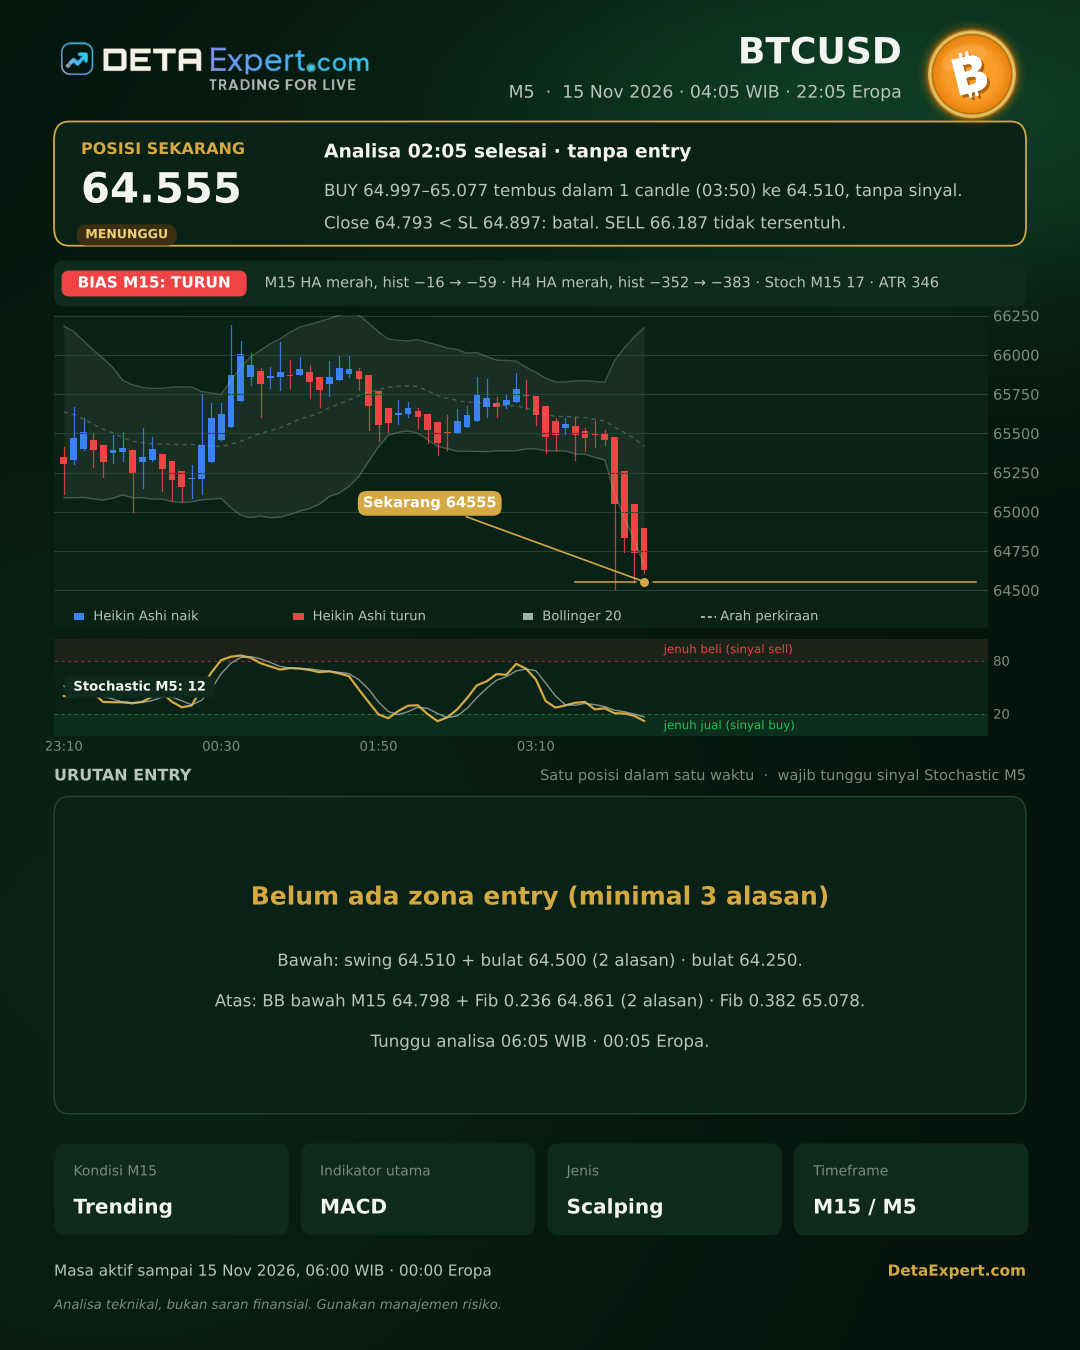 DETA Expert.com
TRADING FOR LIVE
BTCUSD
M5 · 15 Nov 2026 · 04:05 WIB · 22:05 Eropa
POSISI SEKARANG
64.555
MENUNGGU
Analisa 02:05 selesai · tanpa entry
BUY 64.997–65.077 tembus dalam 1 candle (03:50) ke 64.510, tanpa sinyal.
Close 64.793 < SL 64.897: batal. SELL 66.187 tidak tersentuh.
BIAS M15: TURUN
M15 HA merah, hist −16 → −59 · H4 HA merah, hist −352 → −383 · Stoch M15 17 · ATR 346
66250
66000
65750
65500
65250
65000
64750
64500
Sekarang 64555
Heikin Ashi naik
Heikin Ashi turun
Bollinger 20
Arah perkiraan
jenuh beli (sinyal sell)
80
Stochastic M5: 12
20
jenuh jual (sinyal buy)
23:10
00:30
01:50
03:10
URUTAN ENTRY
Satu posisi dalam satu waktu · wajib tunggu sinyal Stochastic M5
Belum ada zona entry (minimal 3 alasan)
Bawah: swing 64.510 + bulat 64.500 (2 alasan) · bulat 64.250.
Atas: BB bawah M15 64.798 + Fib 0.236 64.861 (2 alasan) · Fib 0.382 65.078.
Tunggu analisa 06:05 WIB · 00:05 Eropa.
Kondisi M15
Trending
Indikator utama
MACD
Jenis
Scalping
Timeframe
M15 / M5
Masa aktif sampai 15 Nov 2026, 06:00 WIB · 00:00 Eropa
DetaExpert.com
Analisa teknikal, bukan saran finansial. Gunakan manajemen risiko.